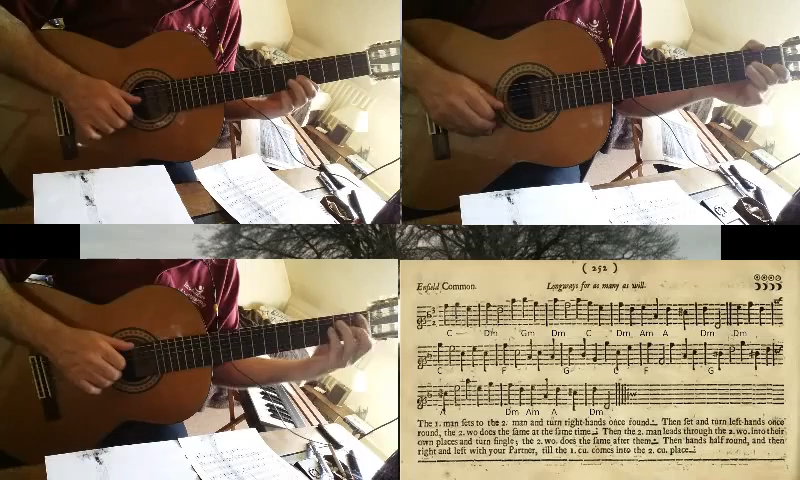 ( 252 )
Enfield Common.
Longways for as many as will.
C Dm Gm Dm C Dm Am A Dm Dm
C F G C F G C
A Dm Am A Dm
The 1. man sets to the 2. man and turn right-hands once round. Then set and turn left-hands once
round, the 2. wo does the same at the same time. Then the 2. man leads through the 2. wo. into their
own places and turn single; the 2. wo. does the same after them. Then hands half round, and then
right and left with your Partner, till the 1. cu. comes into the 2. cu. place